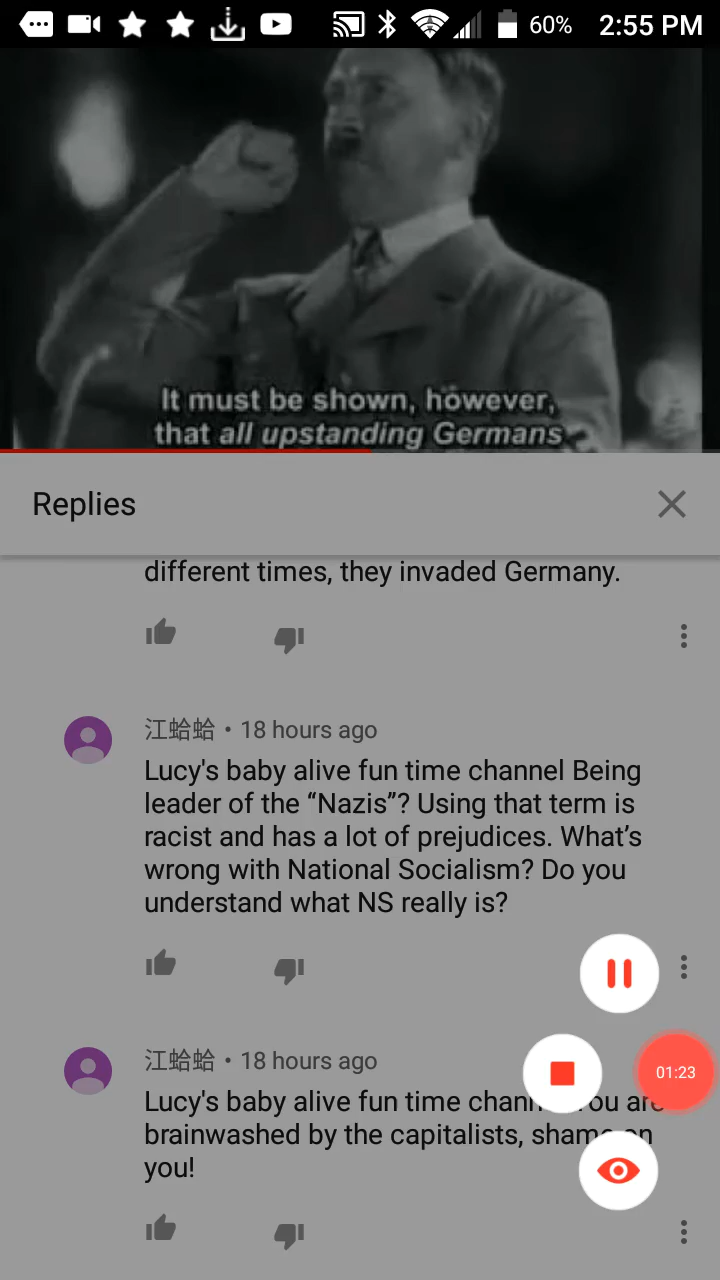 60% 2:55 PM
It must be shown, however,
that all upstanding Germans
Replies
different times, they invaded Germany.
江蛤蛤 • 18 hours ago
Lucy's baby alive fun time channel Being
leader of the “Nazis”? Using that term is
racist and has a lot of prejudices. What’s
wrong with National Socialism? Do you
understand what NS really is?
01:23
江蛤蛤 • 18 hours ago
Lucy's baby alive fun time are
brainwashed by the capitalists, on
you!